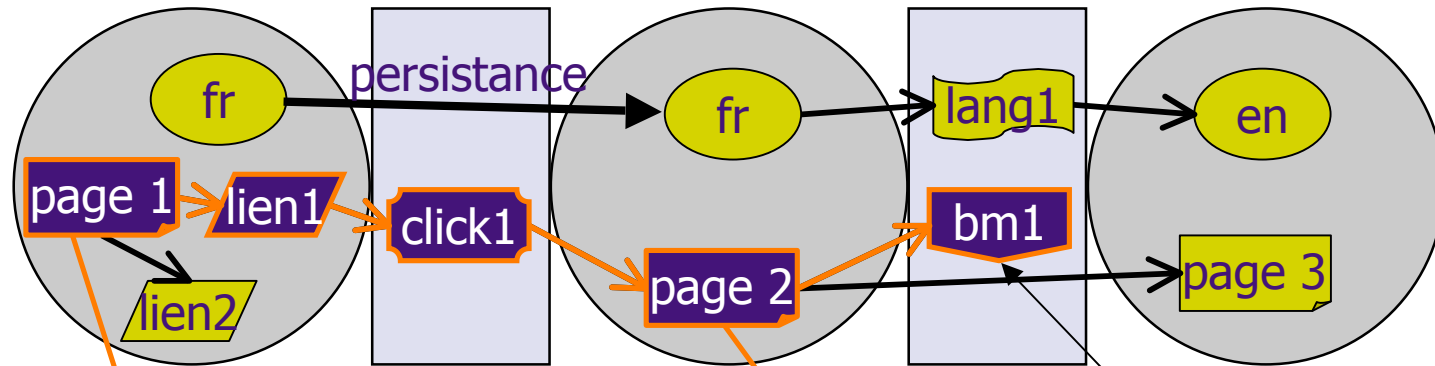 persistance
fr
fr
lang1
en
page 1
lien1
click1
bm1
page 2
page 3
lien2